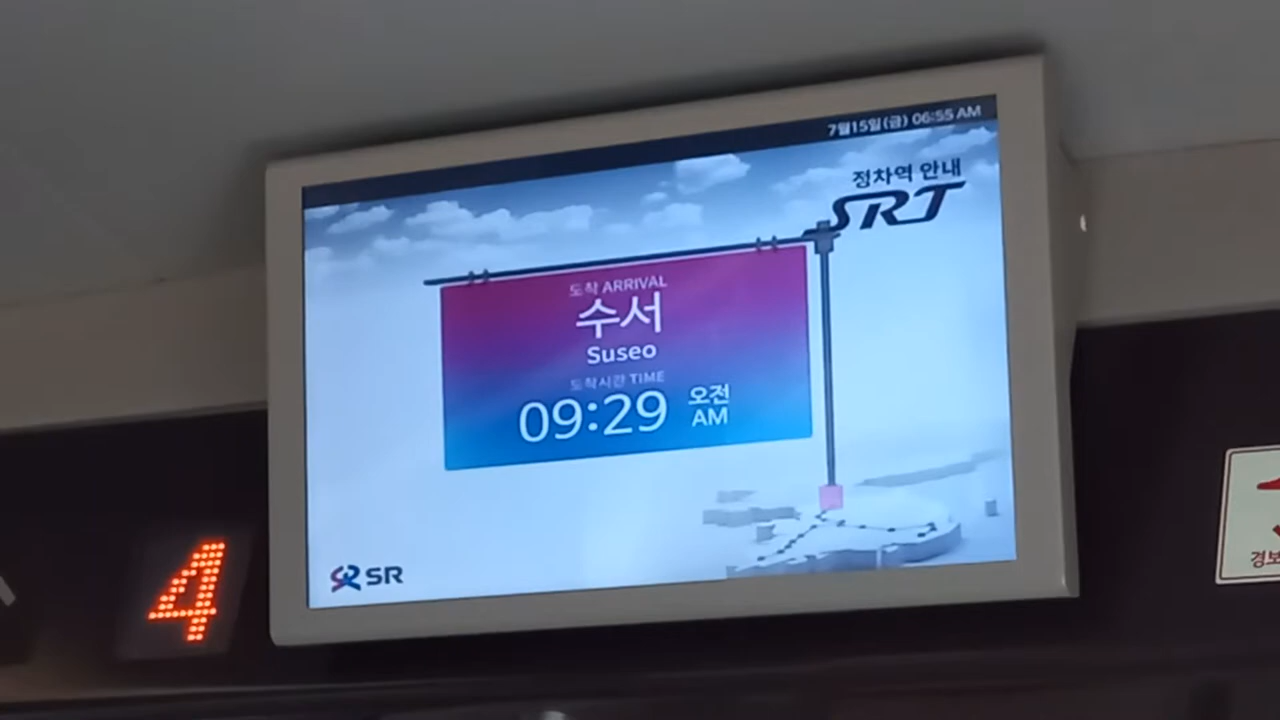 7월15일(금) 06:55 AM
정차역 안내
SRT
도착 ARRIVAL
수서
Suseo
도착시간 TIME
09:29 오전 AM
SR
4
경보